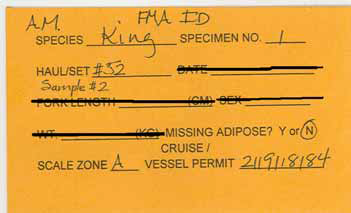 A.M. FMA ID
SPECIES King SPECIMEN NO. 1
HAUL/SET #32 DATE
Sample #2
FORK LENGTH (CM) SEX
WT. (KG) MISSING ADIPOSE? Y or N
CRUISE /
SCALE ZONE A VESSEL PERMIT 2119118184